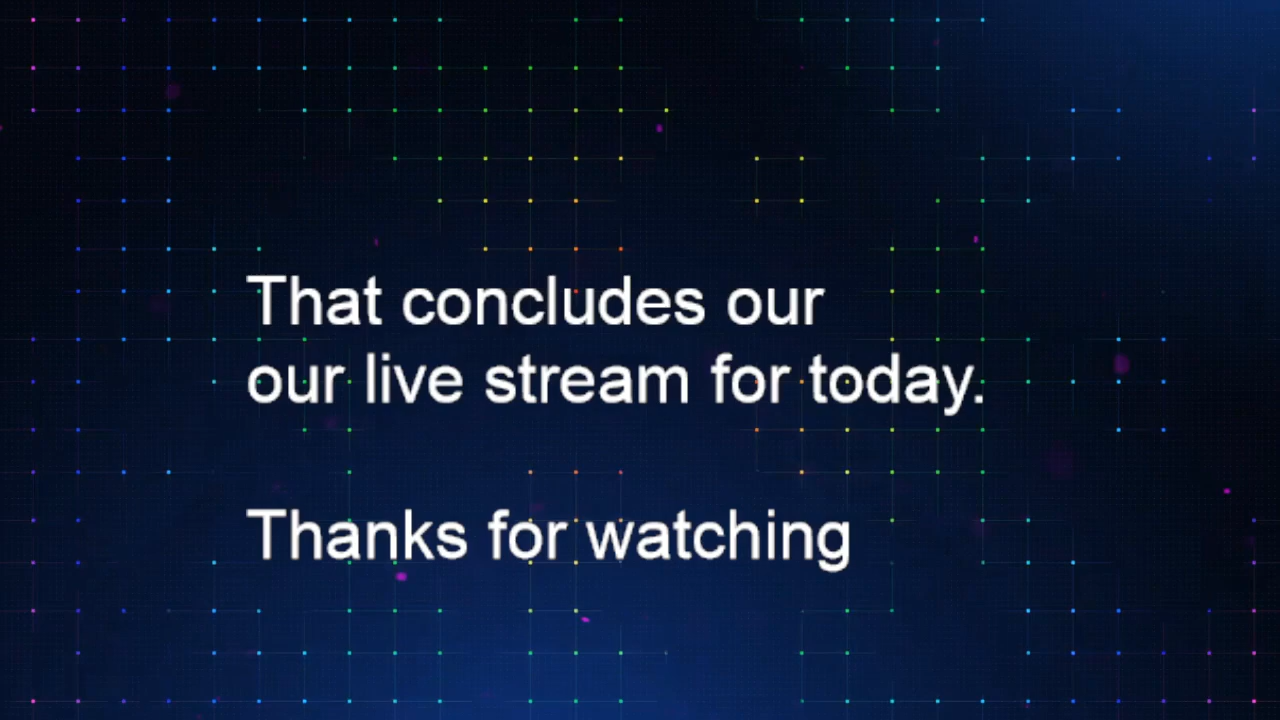 That concludes our
our live stream for today.
Thanks for watching